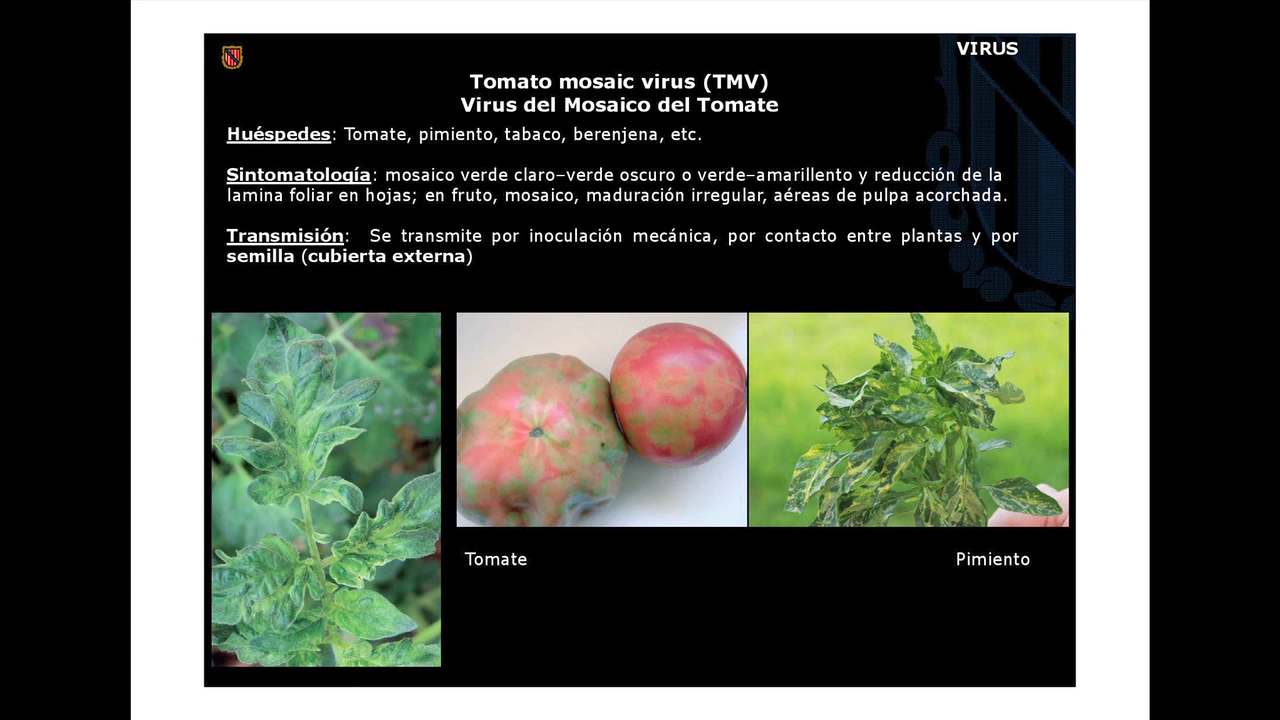 VIRUS
Tomato mosaic virus (TMV)
Virus del Mosaico del Tomate
Huéspedes: Tomate, pimiento, tabaco, berenjena, etc.
Sintomatología: mosaico verde claro–verde oscuro o verde–amarillento y reducción de la
lamina foliar en hojas; en fruto, mosaico, maduración irregular, aéreas de pulpa acorchada.
Transmisión: Se transmite por inoculación mecánica, por contacto entre plantas y por
semilla (cubierta externa)
Tomate
Pimiento